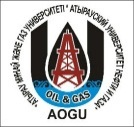 АТЫРАУ МҰНАЙ ЖӘНЕ ГАЗ УНИВЕРСИТЕТІ * АТЫРАУСКИЙ УНИВЕРСИТЕТ НЕФТИ И ГАЗА *
OIL & GAS
AOGU